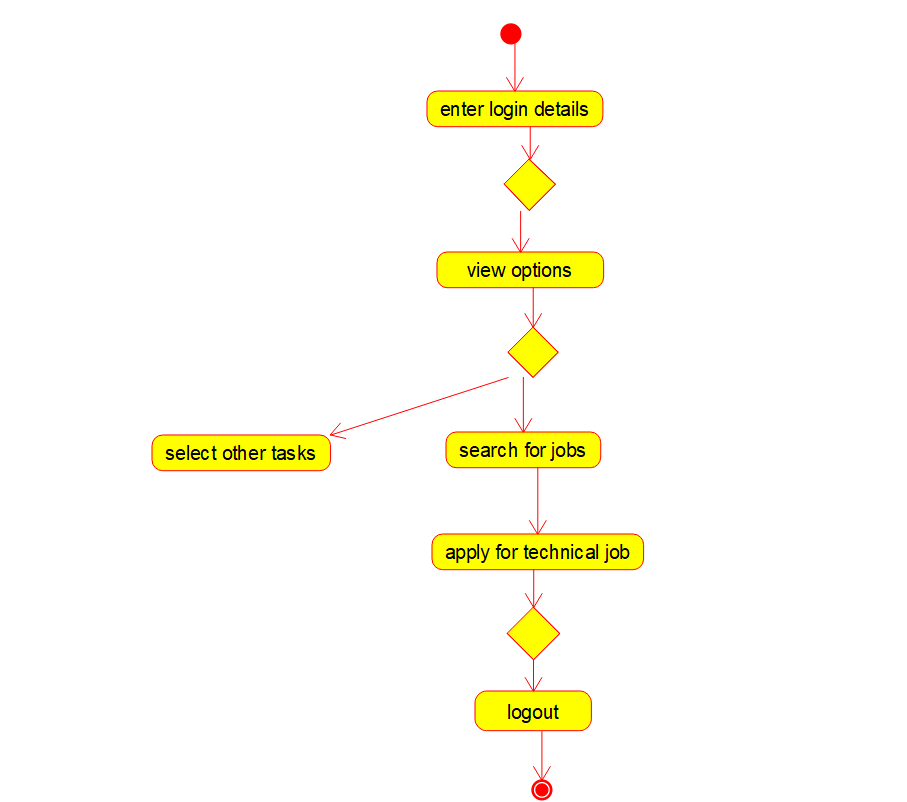 enter login details
view options
select other tasks
search for jobs
apply for technical job
logout